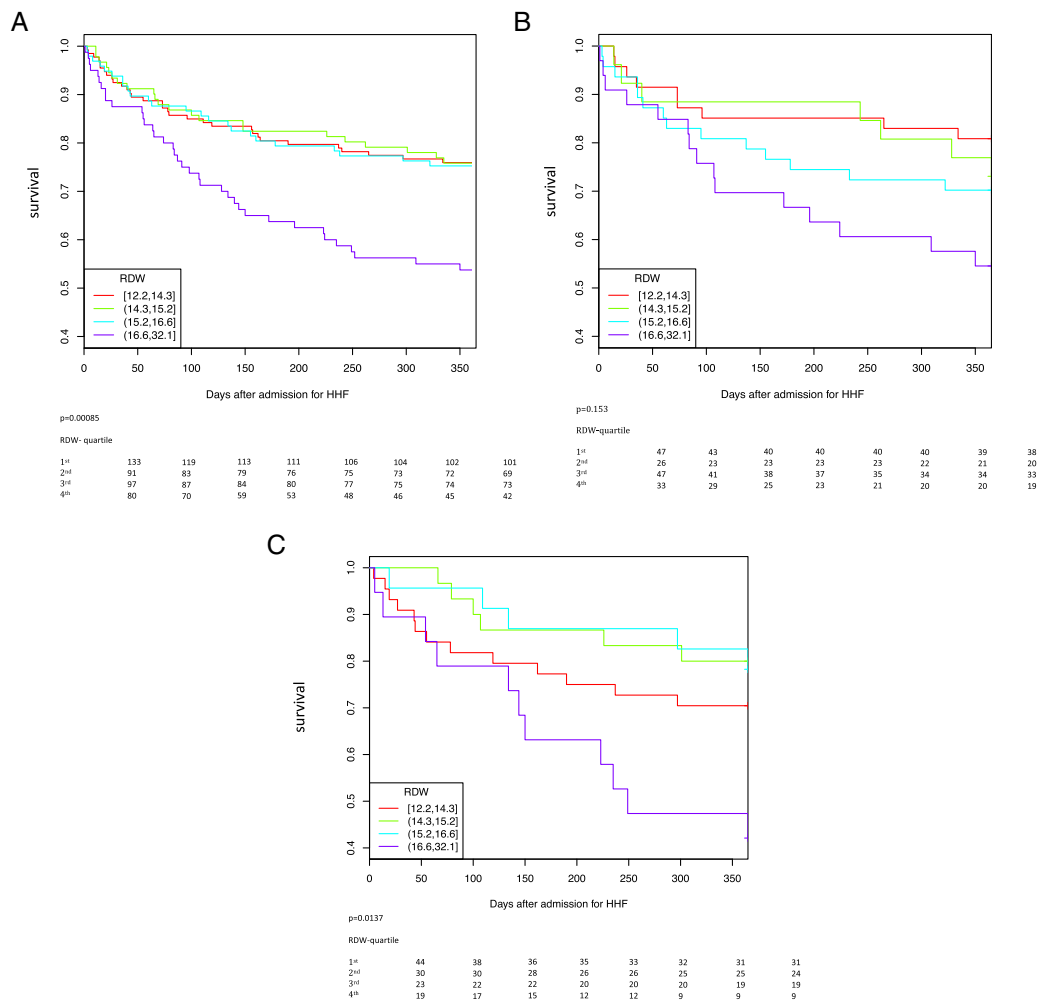 A
survival
1.0
0.9
0.8
0.7
0.6
0.5
0.4
RDW
[12.2,14.3]
(14.3,15.2]
(15.2,16.6]
(16.6,32.1]
0 50 100 150 200 250 300 350
Days after admission for HHF
p=0.00085
RDW- quartile
1st 133 119 113 111 106 104 102 101
2nd 91 83 79 76 75 73 72 69
3rd 97 87 84 80 77 75 74 73
4th 80 70 59 53 48 46 45 42
B
survival
1.0
0.9
0.8
0.7
0.6
0.5
0.4
RDW
[12.2,14.3]
(14.3,15.2]
(15.2,16.6]
(16.6,32.1]
0 50 100 150 200 250 300 350
Days after admission for HHF
p=0.153
RDW-quartile
1st 47 43 40 40 40 40 39 38
2nd 26 23 23 23 23 22 21 20
3rd 47 41 38 37 35 34 34 33
4th 33 29 25 23 21 20 20 19
C
survival
1.0
0.9
0.8
0.7
0.6
0.5
0.4
RDW
[12.2,14.3]
(14.3,15.2]
(15.2,16.6]
(16.6,32.1]
0 50 100 150 200 250 300 350
Days after admission for HHF
p=0.0137
RDW-quartile
1st 44 38 36 35 33 32 31 31
2nd 30 30 28 26 26 25 25 24
3rd 23 22 22 20 20 20 19 19
4th 19 17 15 12 12 9 9 9